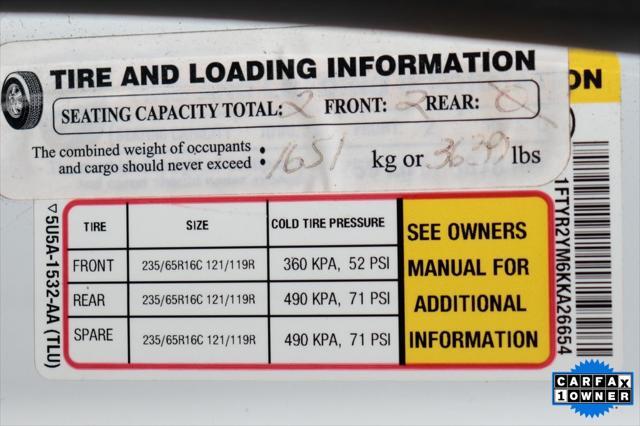 TIRE AND LOADING INFORMATION
SEATING CAPACITY TOTAL: 2 FRONT: 2 REAR: 0
The combined weight of occupants
and cargo should never exceed : 1651 kg or 3639 lbs
ON
TIRE SIZE COLD TIRE PRESSURE
FRONT 235/65R16C 121/119R 360 KPA, 52 PSI
REAR 235/65R16C 121/119R 490 KPA, 71 PSI
SPARE 235/65R16C 121/119R 490 KPA, 71 PSI
SEE OWNERS
MANUAL FOR
ADDITIONAL
INFORMATION
5U5A-1532-AA (TLU)
1FTYR2YM6KKA26654
CARFAX
1 OWNER